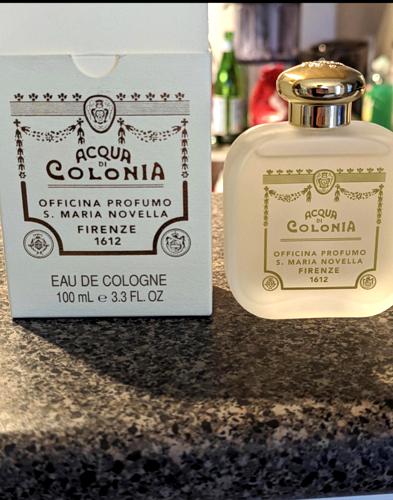 ACQUA
DI
COLONIA
OFFICINA PROFUMO
S. MARIA NOVELLA
FIRENZE
1612
EAU DE COLOGNE
100 mL e 3.3 FL. OZ
ACQUA
DI
COLONIA
OFFICINA PROFUMO
S. MARIA NOVELLA
FIRENZE
1612